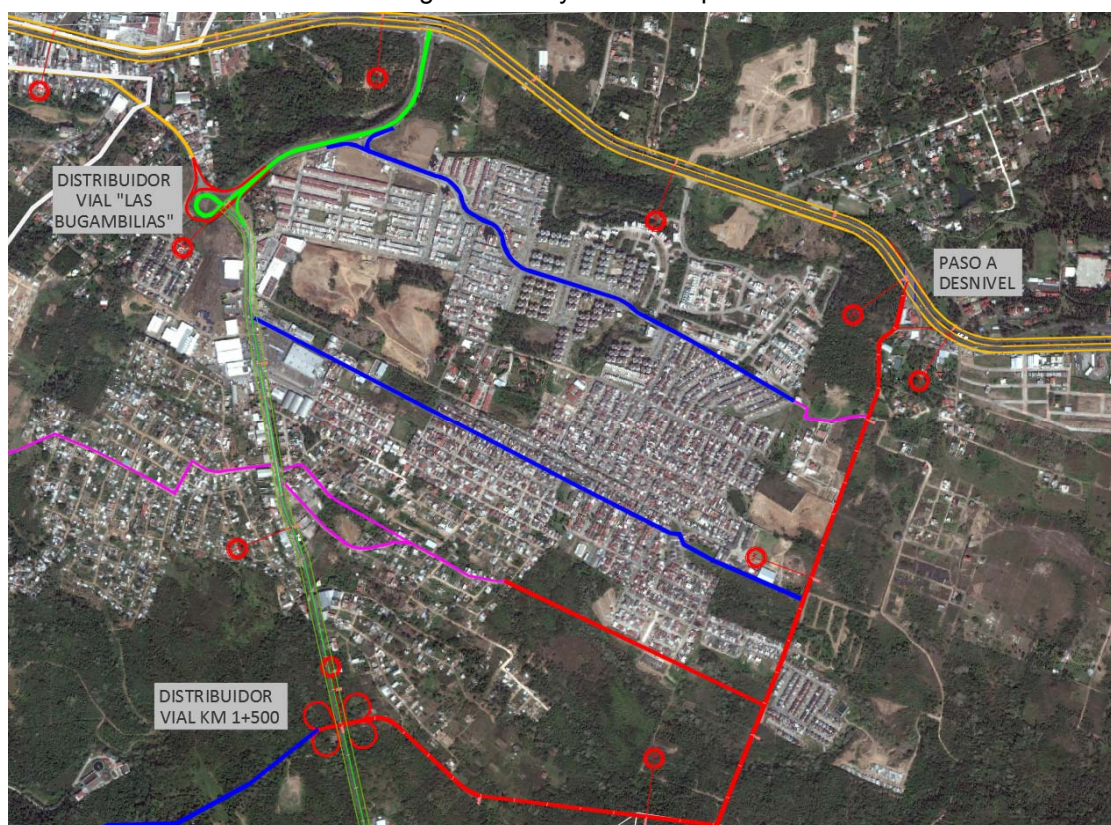 DISTRIBUIDOR
VIAL "LAS
BUGAMBILIAS"
PASO A
DESNIVEL
DISTRIBUIDOR
VIAL KM 1+500